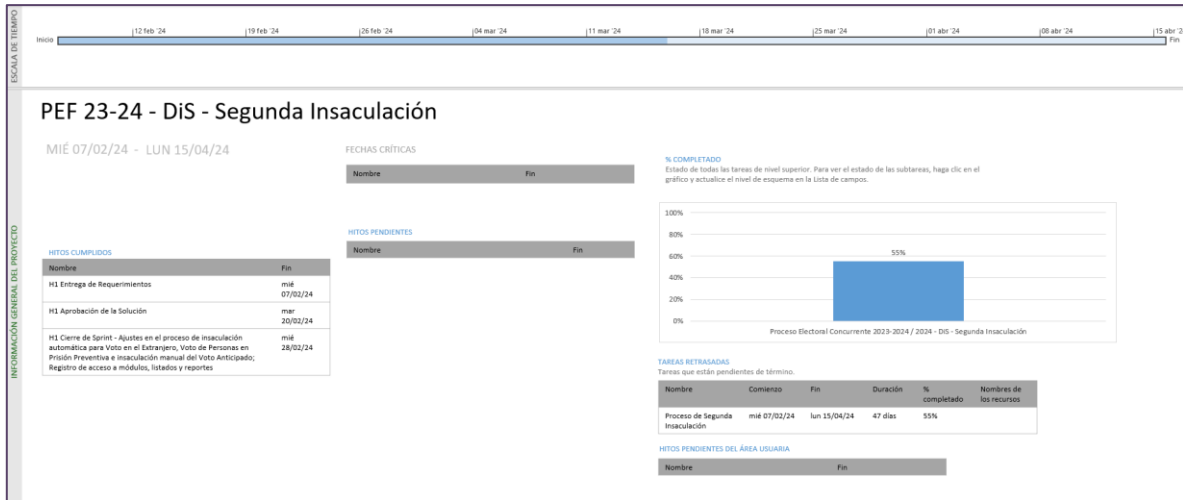 ESCALA DE TIEMPO
12 feb '24 19 feb '24 26 feb '24 04 mar '24 11 mar '24 18 mar '24 25 mar '24 01 abr '24 08 abr '24 15 abr '2
Inicio
Fin
INFORMACIÓN GENERAL DEL PROYECTO
PEF 23-24 - DiS - Segunda Insaculación
MIÉ 07/02/24 - LUN 15/04/24
HITOS CUMPLIDOS
Nombre Fin
H1 Entrega de Requerimientos mié
07/02/24
H1 Aprobación de la Solución mar
20/02/24
H1 Cierre de Sprint - Ajustes en el proceso de insaculación mié
automática para Voto en el Extranjero, Voto de Personas en 28/02/24
Prisión Preventiva e insaculación manual del Voto Anticipado;
Registro de acceso a módulos, listados y reportes
FECHAS CRÍTICAS
Nombre Fin
HITOS PENDIENTES
Nombre Fin
% COMPLETADO
Estado de todas las tareas de nivel superior. Para ver el estado de las subtareas, haga clic en el
gráfico y actualice el nivel de esquema en la Lista de campos.
100%
80%
60%
40%
20%
0%
55%
Proceso Electoral Concurrente 2023-2024 / 2024 - DiS - Segunda Insaculación
TAREAS RETRASADAS
Tareas que están pendientes de término.
Nombre Comienzo Fin Duración % Nombres de
completado los recursos
Proceso de Segunda mié 07/02/24 lun 15/04/24 47 días 55%
Insaculación
HITOS PENDIENTES DEL ÁREA USUARIA
Nombre Fin